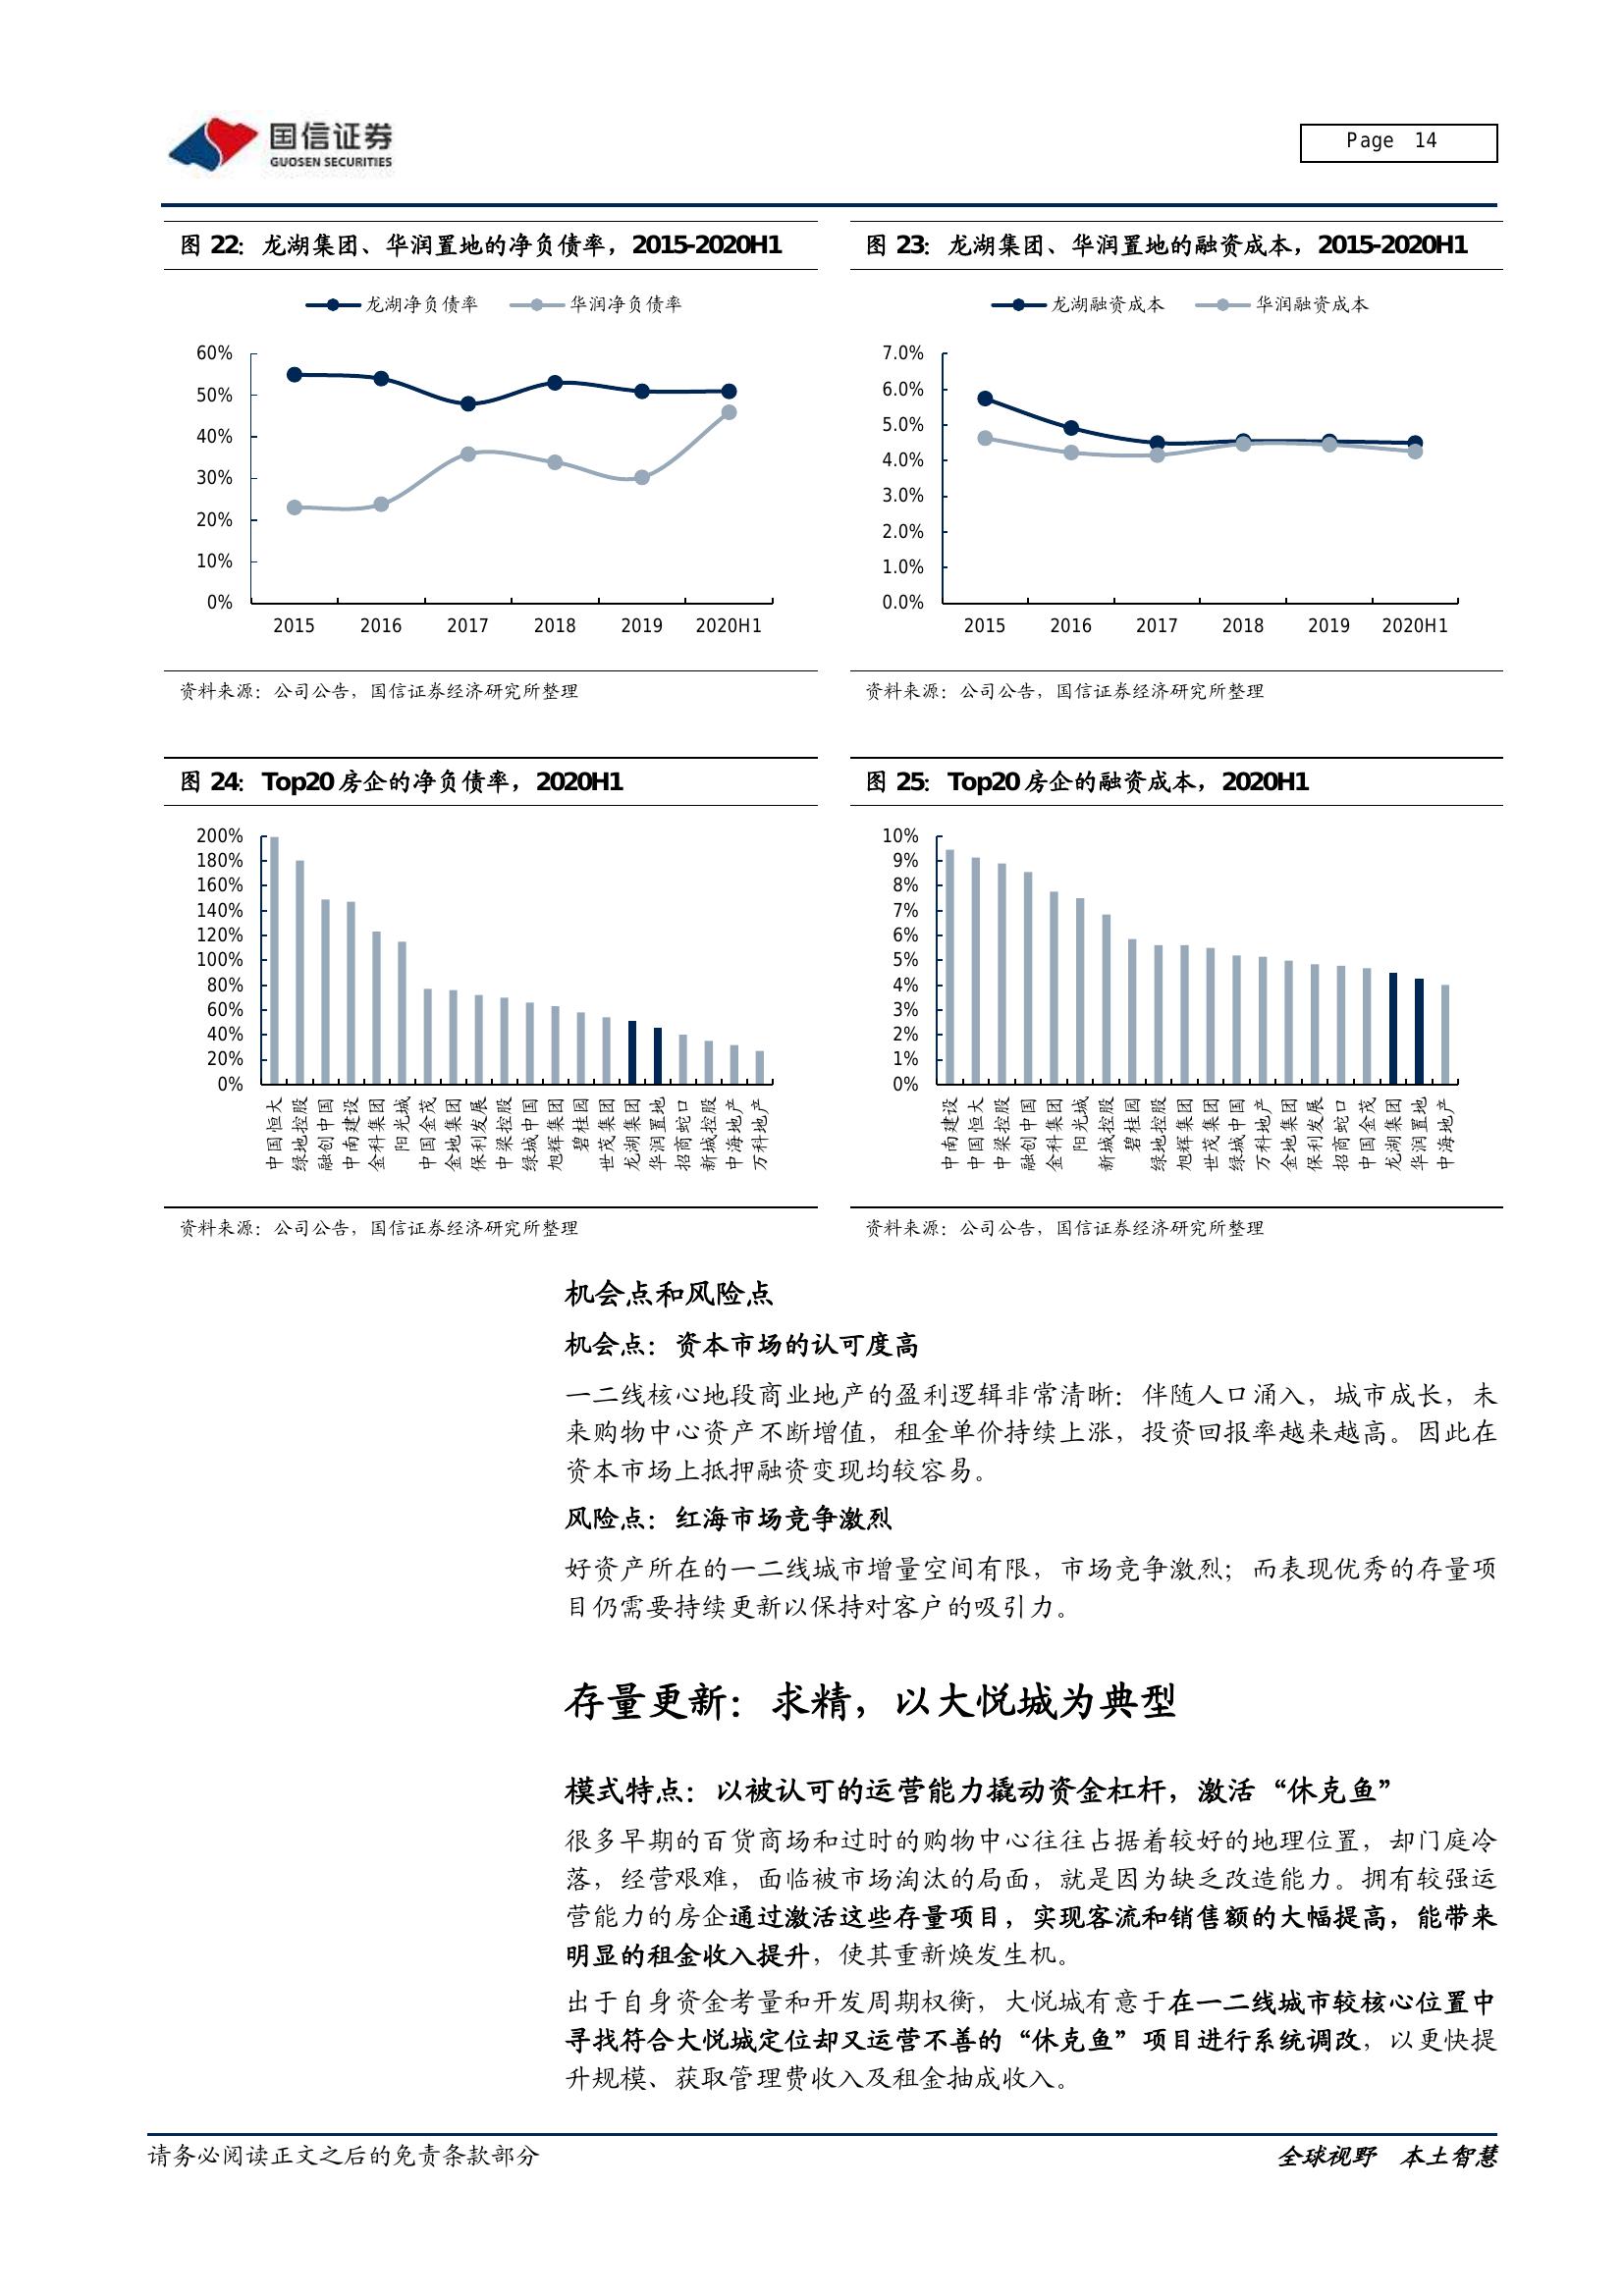 国信证券
GUOSEN SECURITIES
Page 14
图 22：龙湖集团、华润置地的净负债率，2015-2020H1
龙湖净负债率 华润净负债率
60%
50%
40%
30%
20%
10%
0%
2015 2016 2017 2018 2019 2020H1
资料来源：公司公告，国信证券经济研究所整理
图 23：龙湖集团、华润置地的融资成本，2015-2020H1
龙湖融资成本 华润融资成本
7.0%
6.0%
5.0%
4.0%
3.0%
2.0%
1.0%
0.0%
2015 2016 2017 2018 2019 2020H1
资料来源：公司公告，国信证券经济研究所整理
图 24：Top20 房企的净负债率，2020H1
200%
180%
160%
140%
120%
100%
80%
60%
40%
20%
0%
中国恒大 绿地控股 融创中国 中南建设 金科集团 阳光城 中国金茂 金地集团 保利发展 中梁控股 绿城中国 旭辉集团 碧桂园 世茂集团 龙湖集团 华润置地 招商蛇口 新城控股 中海地产 万科地产
资料来源：公司公告，国信证券经济研究所整理
图 25：Top20 房企的融资成本，2020H1
10%
9%
8%
7%
6%
5%
4%
3%
2%
1%
0%
中南建设 中国恒大 中梁控股 融创中国 金科集团 阳光城 新城控股 碧桂园 绿地控股 旭辉集团 世茂集团 绿城中国 万科地产 金地集团 保利发展 招商蛇口 中国金茂 龙湖集团 华润置地 中海地产
资料来源：公司公告，国信证券经济研究所整理
机会点和风险点
机会点：资本市场的认可度高
一二线核心地段商业地产的盈利逻辑非常清晰：伴随人口涌入，城市成长，未
来购物中心资产不断增值，租金单价持续上涨，投资回报率越来越高。因此在
资本市场上抵押融资变现均较容易。
风险点：红海市场竞争激烈
好资产所在的一二线城市增量空间有限，市场竞争激烈；而表现优秀的存量项
目仍需要持续更新以保持对客户的吸引力。
存量更新：求精，以大悦城为典型
模式特点：以被认可的运营能力撬动资金杠杆，激活“休克鱼”
很多早期的百货商场和过时的购物中心往往占据着较好的地理位置，却门庭冷
落，经营艰难，面临被市场淘汰的局面，就是因为缺乏改造能力。拥有较强运
营能力的房企通过激活这些存量项目，实现客流和销售额的大幅提高，能带来
明显的租金收入提升，使其重新焕发生机。
出于自身资金考量和开发周期权衡，大悦城有意于在一二线城市较核心位置中
寻找符合大悦城定位却又运营不善的“休克鱼”项目进行系统调改，以更快提
升规模、获取管理费收入及租金抽成收入。
请务必阅读正文之后的免责条款部分
全球视野 本土智慧